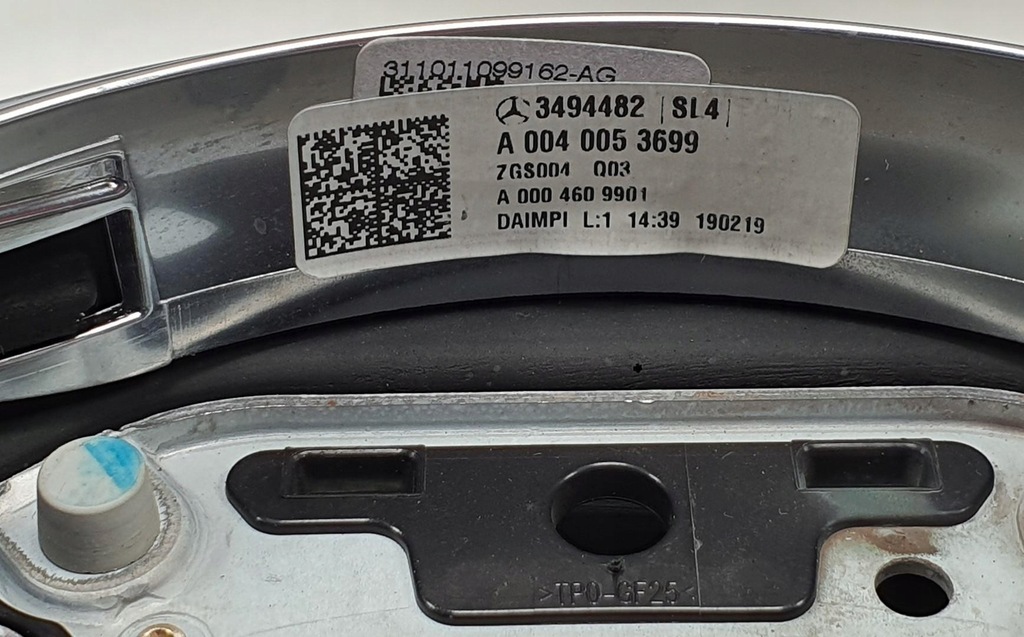 311011099162-AG
3494482 |SL4|
A 004 005 3699
ZGS004 Q03
A 000 460 9901
DAIMPI L:1 14:39 190219
>TPO-GF25<